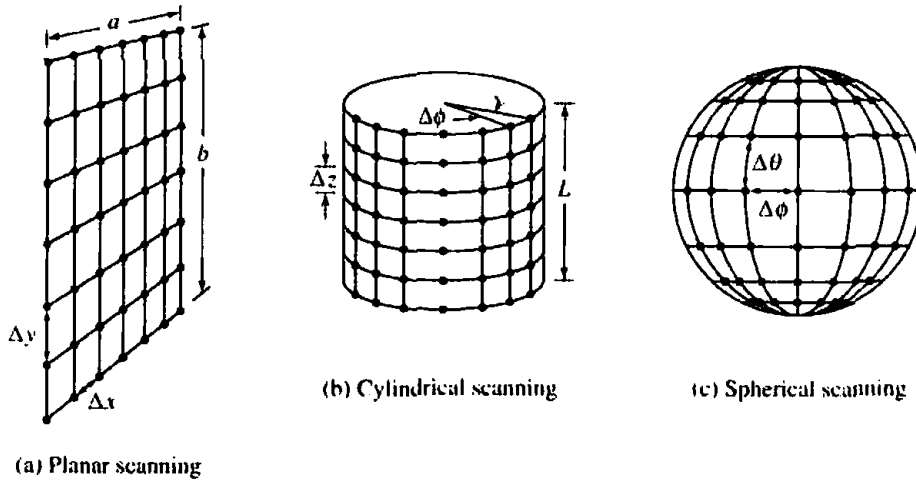 a
b
Δy
Δx
(a) Planar scanning
Δϕ
r
Δz
L
(b) Cylindrical scanning
Δθ
Δϕ
(c) Spherical scanning